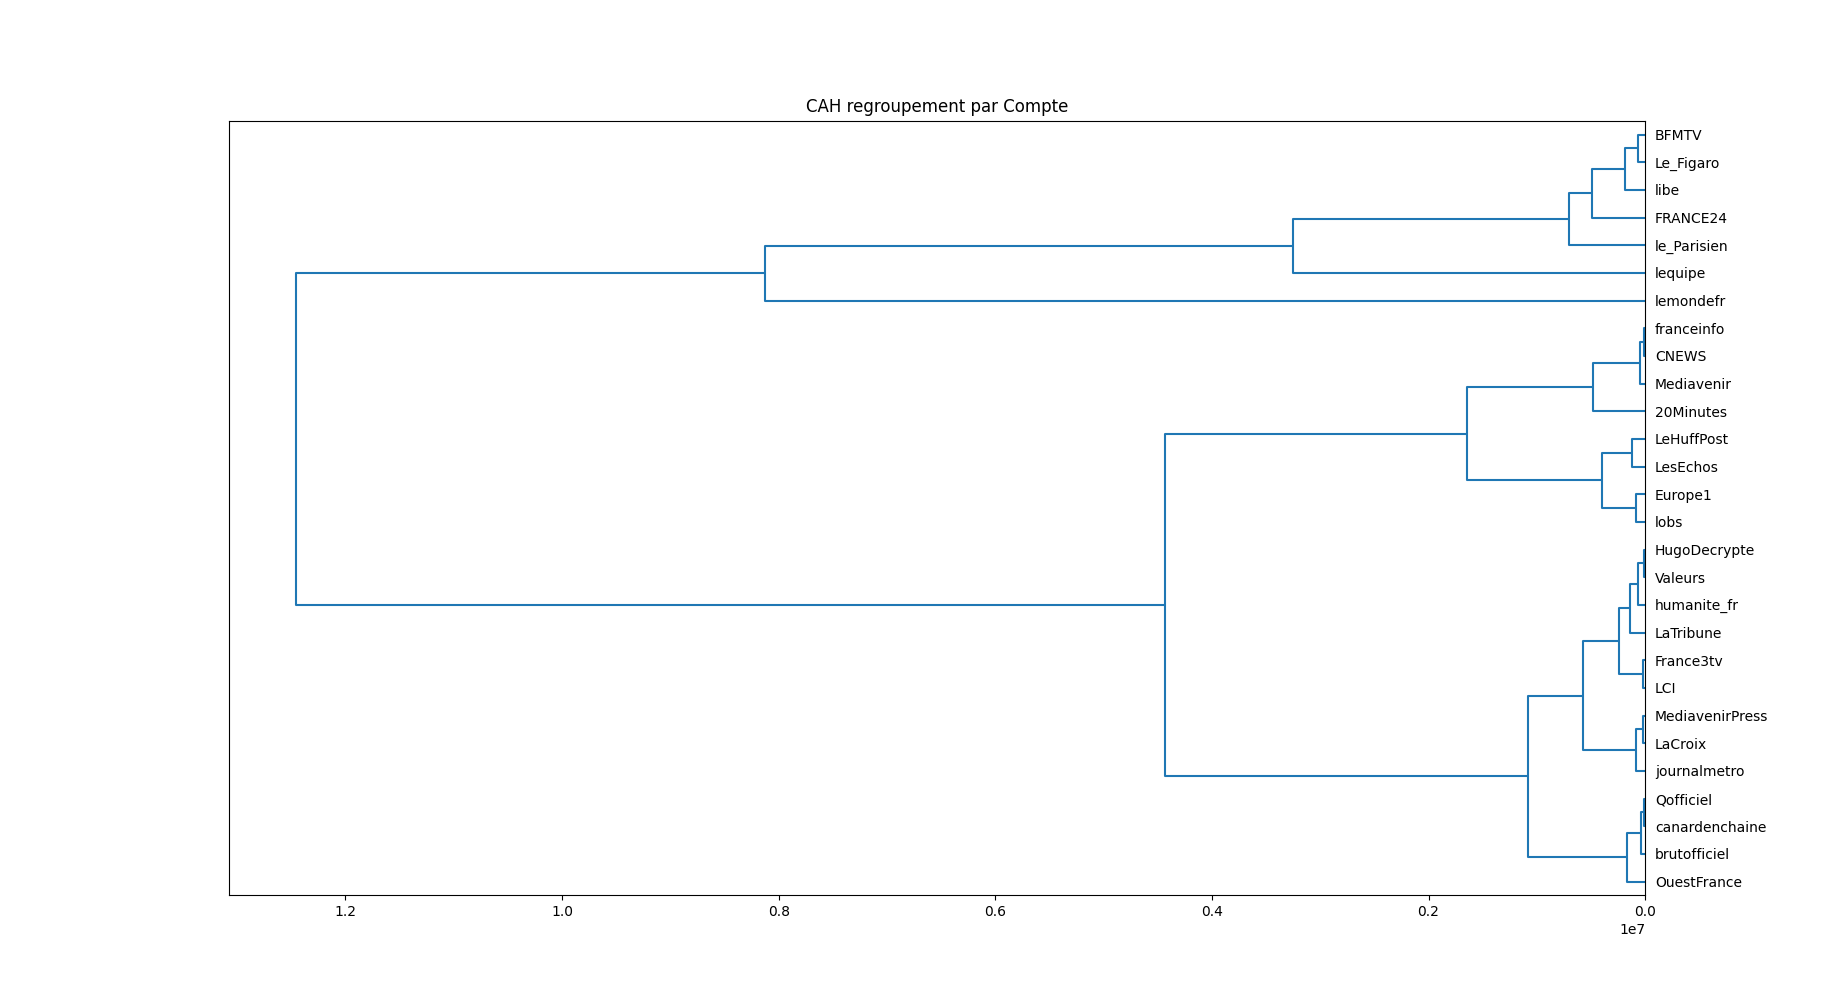 CAH regroupement par Compte
BFMTV
Le_Figaro
libe
FRANCE24
le_Parisien
lequipe
lemondefr
franceinfo
CNEWS
Mediavenir
20Minutes
LeHuffPost
LesEchos
Europe1
lobs
HugoDecrypte
Valeurs
humanite_fr
LaTribune
France3tv
LCI
MediavenirPress
LaCroix
journalmetro
Qofficiel
canardenchaine
brutofficiel
OuestFrance
1.2 1.0 0.8 0.6 0.4 0.2 0.0
1e7